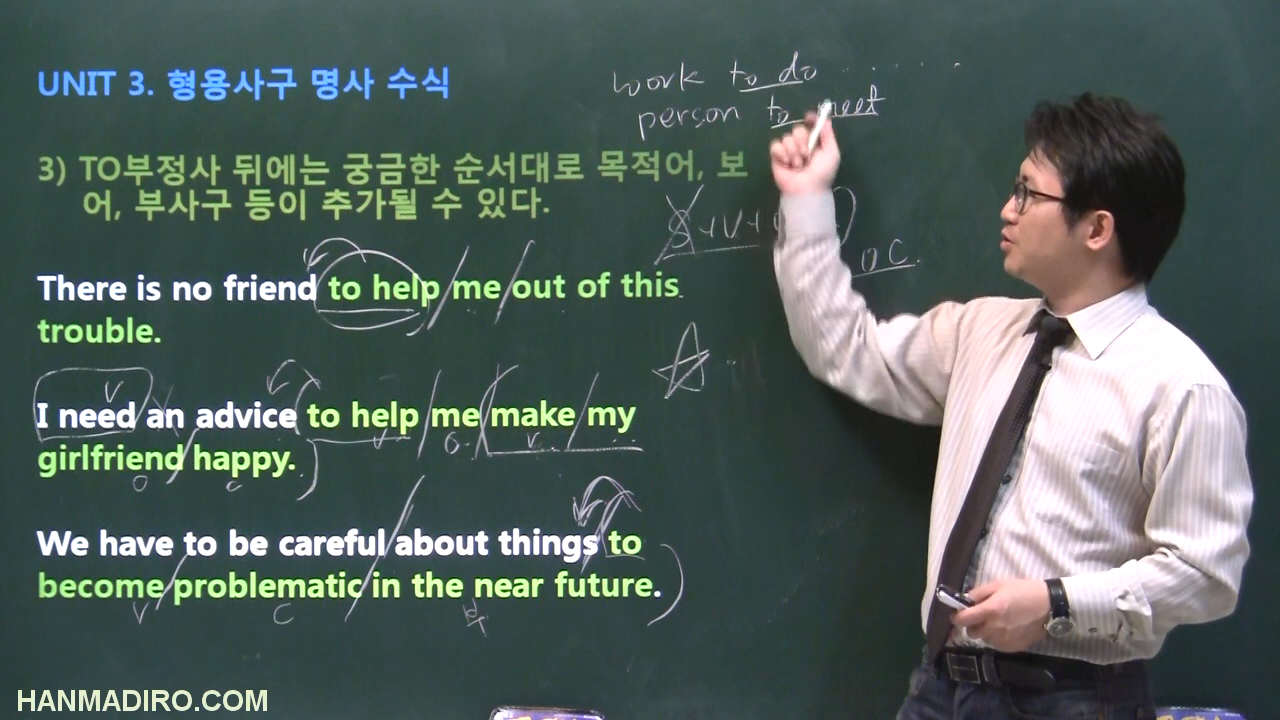 UNIT 3. 형용사구 명사 수식
work to do . . . . . . .
person to meet
3) TO부정사 뒤에는 궁금한 순서대로 목적어, 보
어, 부사구 등이 추가될 수 있다.
S+V+
OC.
There is no friend to help me out of this
trouble.
V
I need an advice to help me make my
V O. V
girlfriend happy.
O C
We have to be careful about things to
become problematic in the near future.
V C 부
HANMADIRO.COM